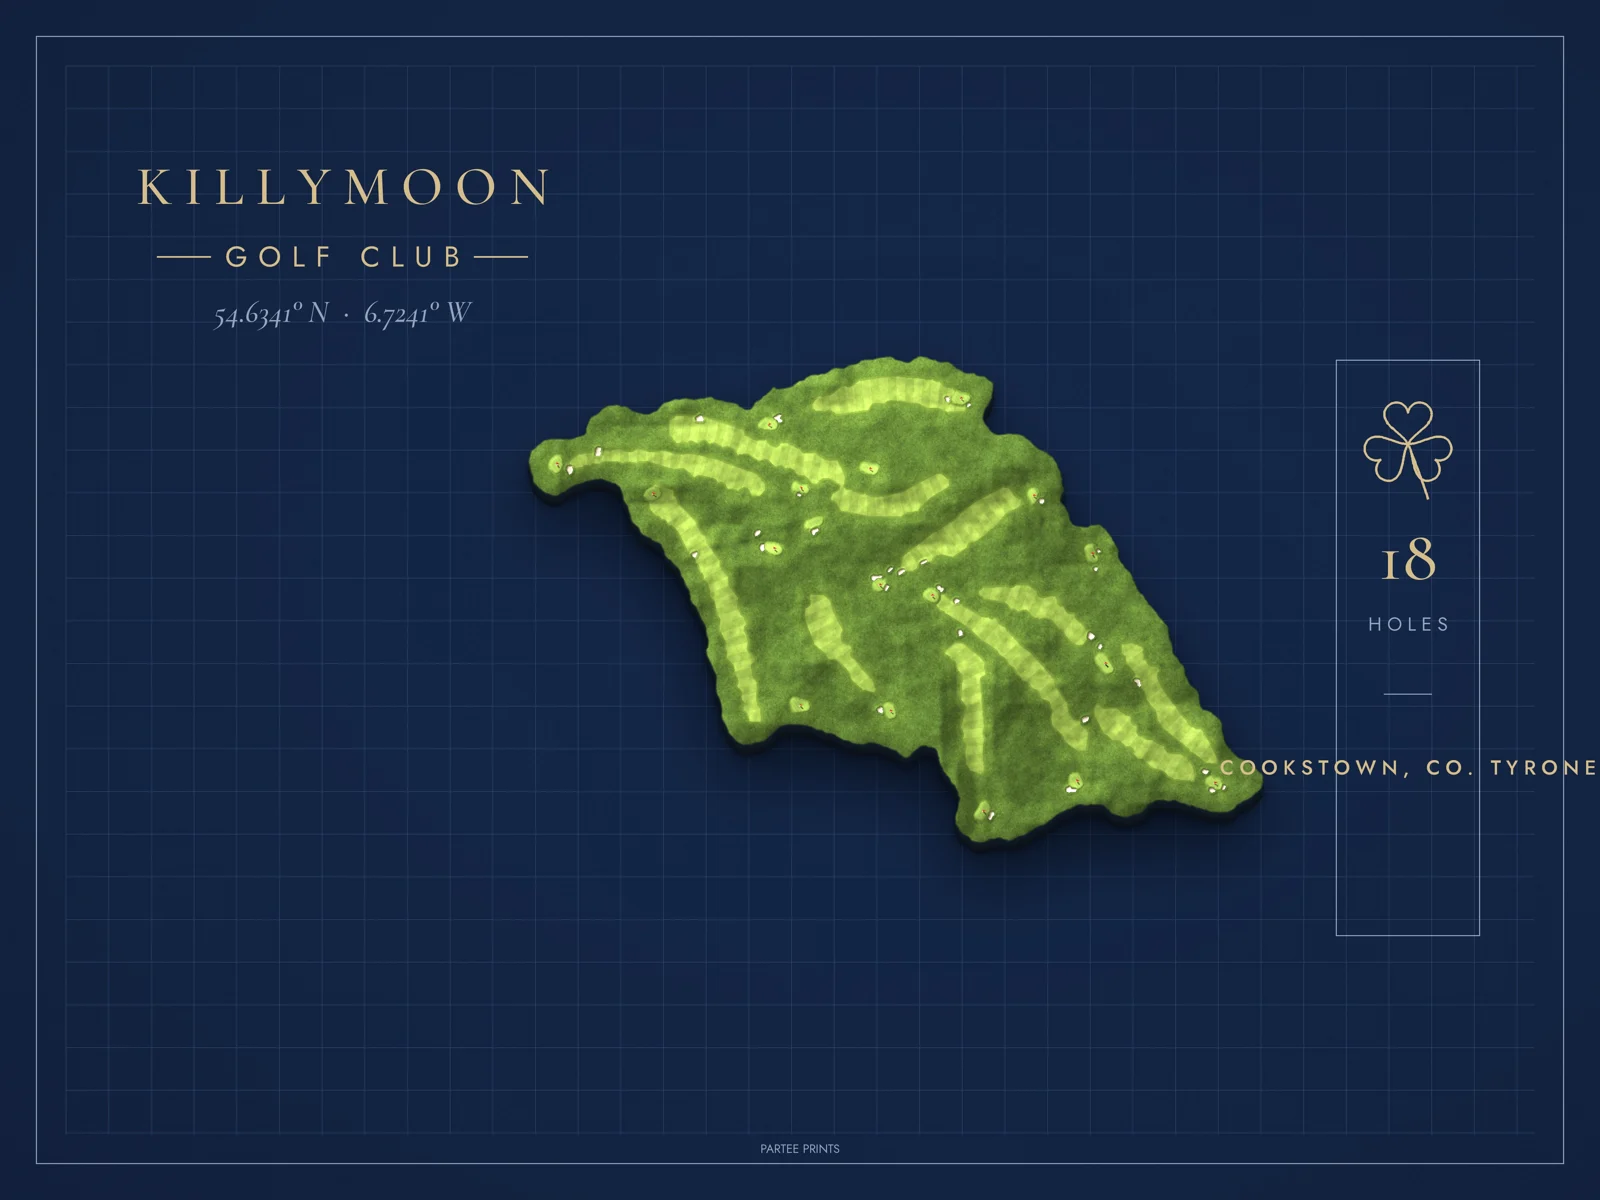 KILLYMOON
GOLF CLUB
54.6341° N · 6.7241° W
18
HOLES
COOKSTOWN, CO. TYRONE
PARTEE PRINTS